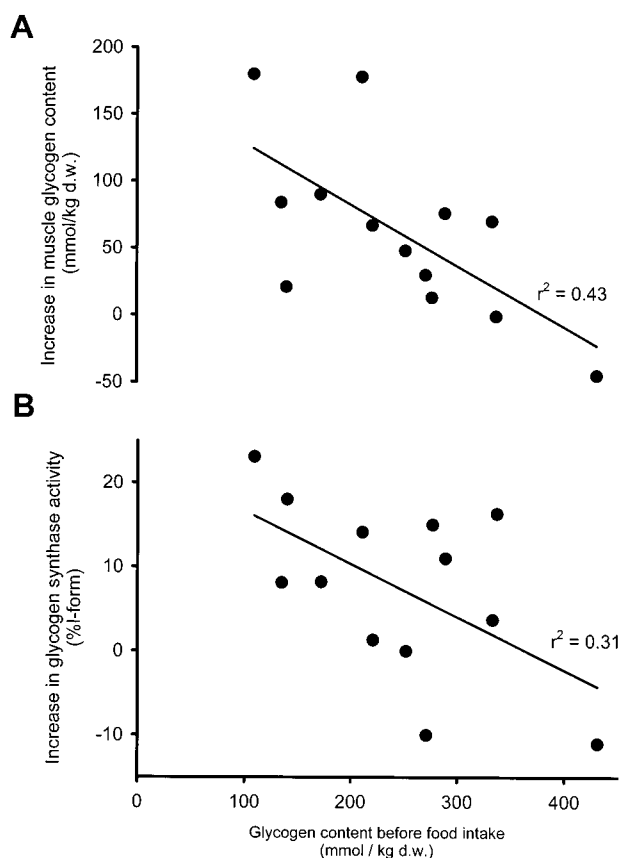 A
200
150
100
50
0
-50
Increase in muscle glycogen content
(mmol/kg d.w.)
r² = 0.43
B
20
10
0
-10
Increase in glycogen synthase activity
(%I-form)
r² = 0.31
0 100 200 300 400
Glycogen content before food intake
(mmol / kg d.w.)